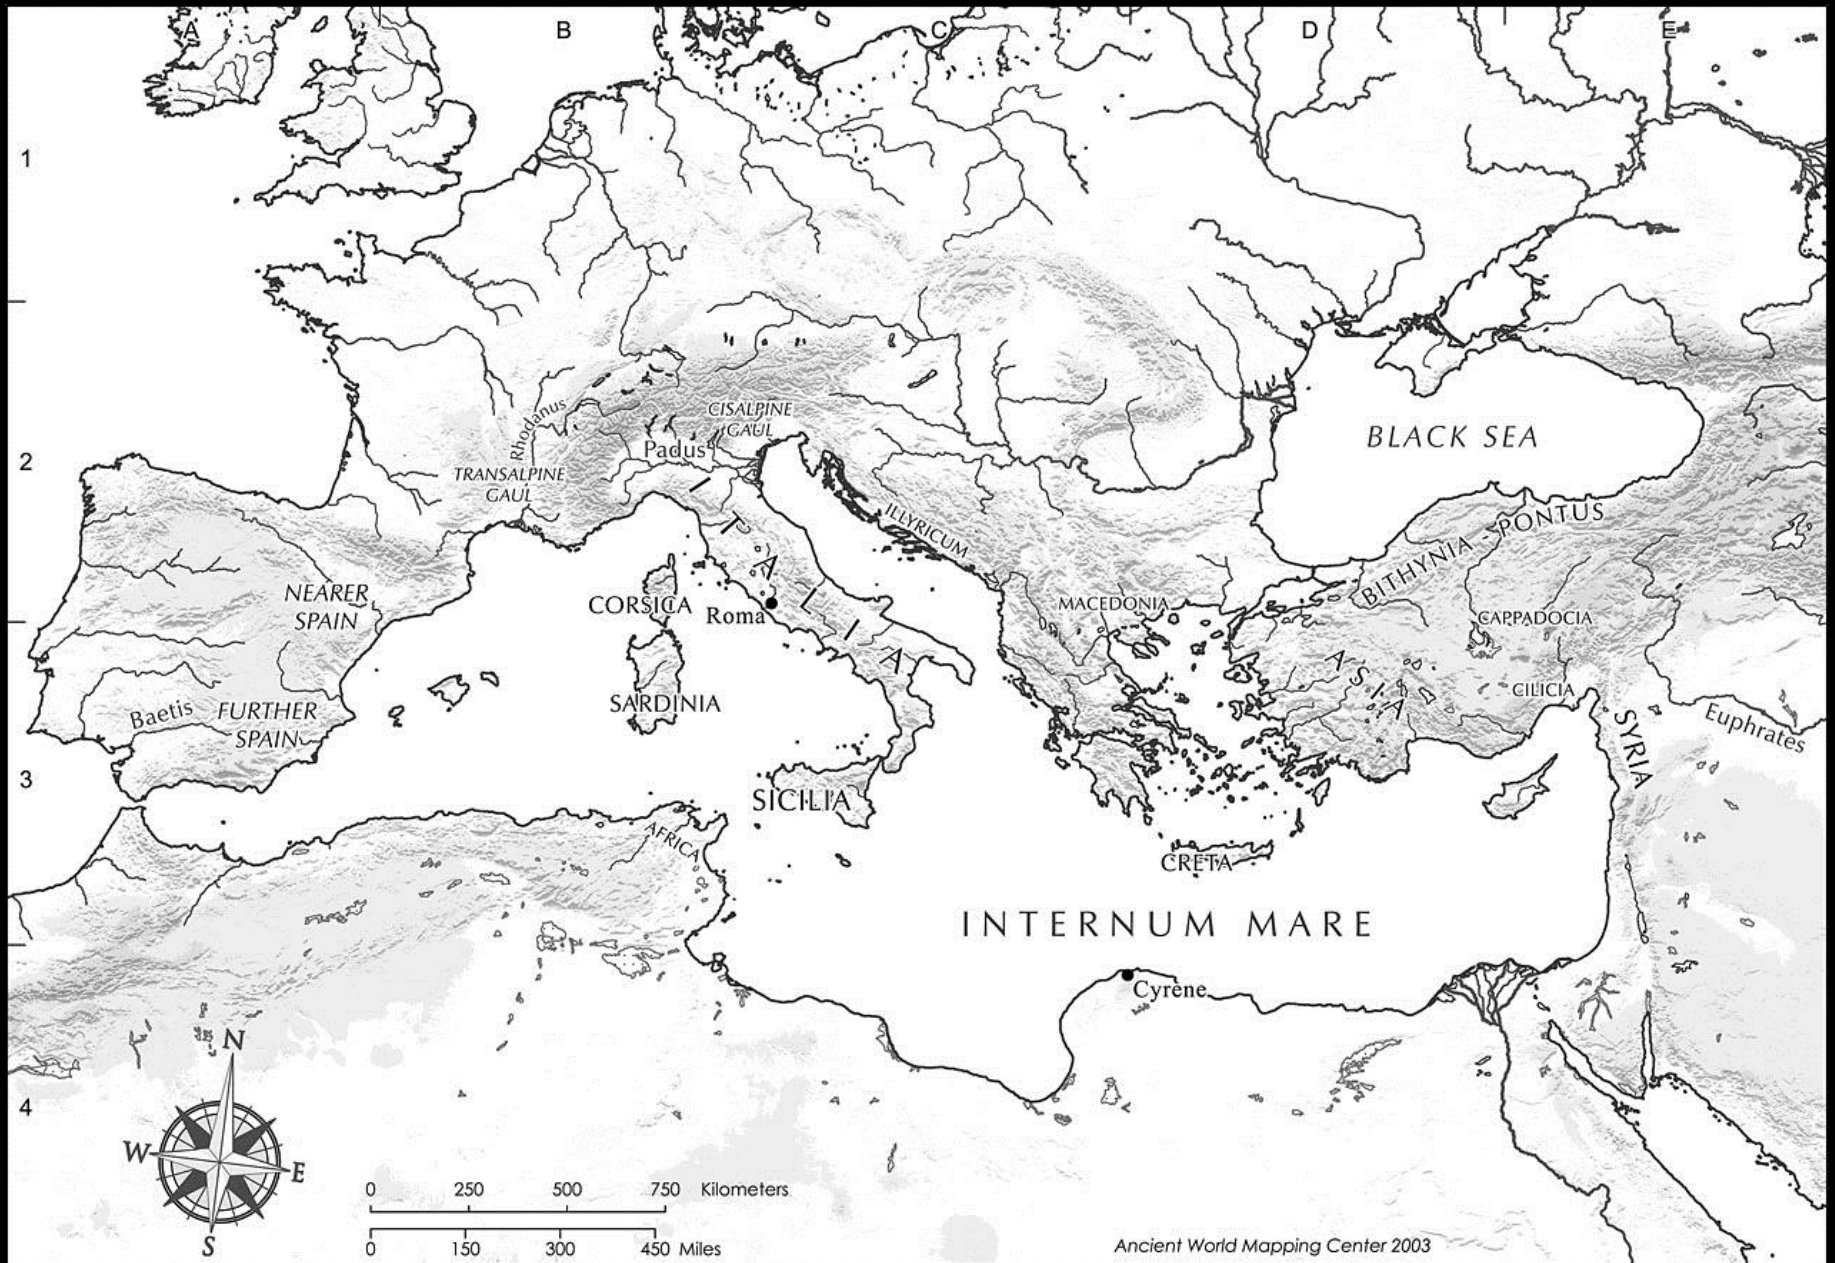 A
B
C
D
E
1
2
3
4
Rhodanus
CISALPINE
GAUL
Padus
TRANSALPINE
GAUL
ITALIA
ILLYRICUM
BLACK SEA
BITHYNIA - PONTUS
NEARER
SPAIN
CORSICA
Roma
MACEDONIA
CAPPADOCIA
ASIA
CILICIA
SARDINIA
Baetis
FURTHER
SPAIN
SYRIA
Euphrates
SICILIA
AFRICA
CRETA
INTERNUM MARE
Cyrène
N
W
E
S
0 250 500 750 Kilometers
0 150 300 450 Miles
Ancient World Mapping Center 2003